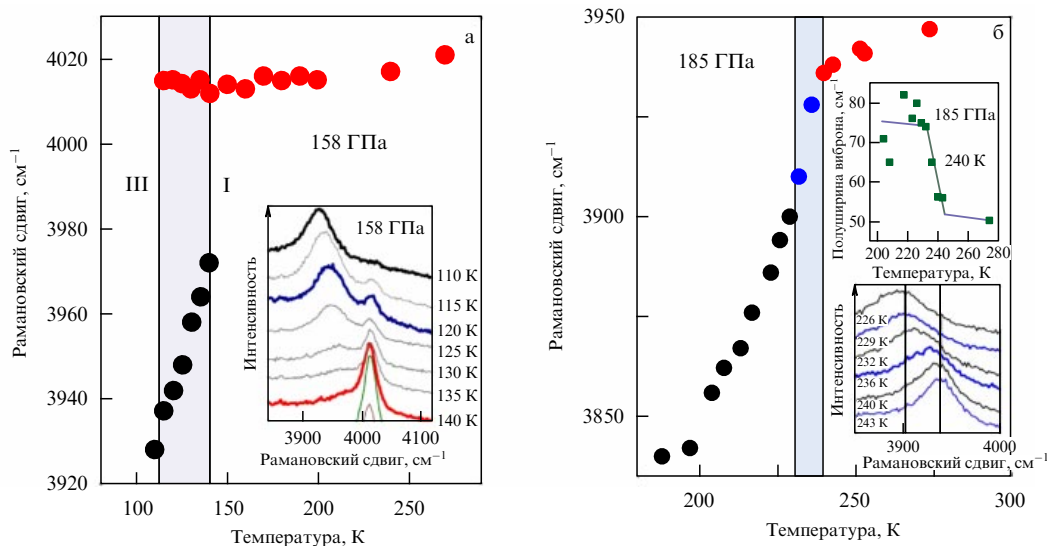 а
4020
4000
3980
3960
3940
3920
Рамановский сдвиг, см⁻¹
158 ГПа
III
I
158 ГПа
Интенсивность
110 K
115 K
120 K
125 K
130 K
135 K
140 K
3900
4000
4100
Рамановский сдвиг, см⁻¹
100
150
200
250
Температура, К
б
3950
3900
3850
Рамановский сдвиг, см⁻¹
185 ГПа
Полуширина виброна, см⁻¹
80
70
60
50
185 ГПа
240 К
200
220
240
260
280
Температура, К
Интенсивность
226 К
229 К
232 К
236 К
240 К
243 К
3900
4000
Рамановский сдвиг, см⁻¹
200
250
300
Температура, К